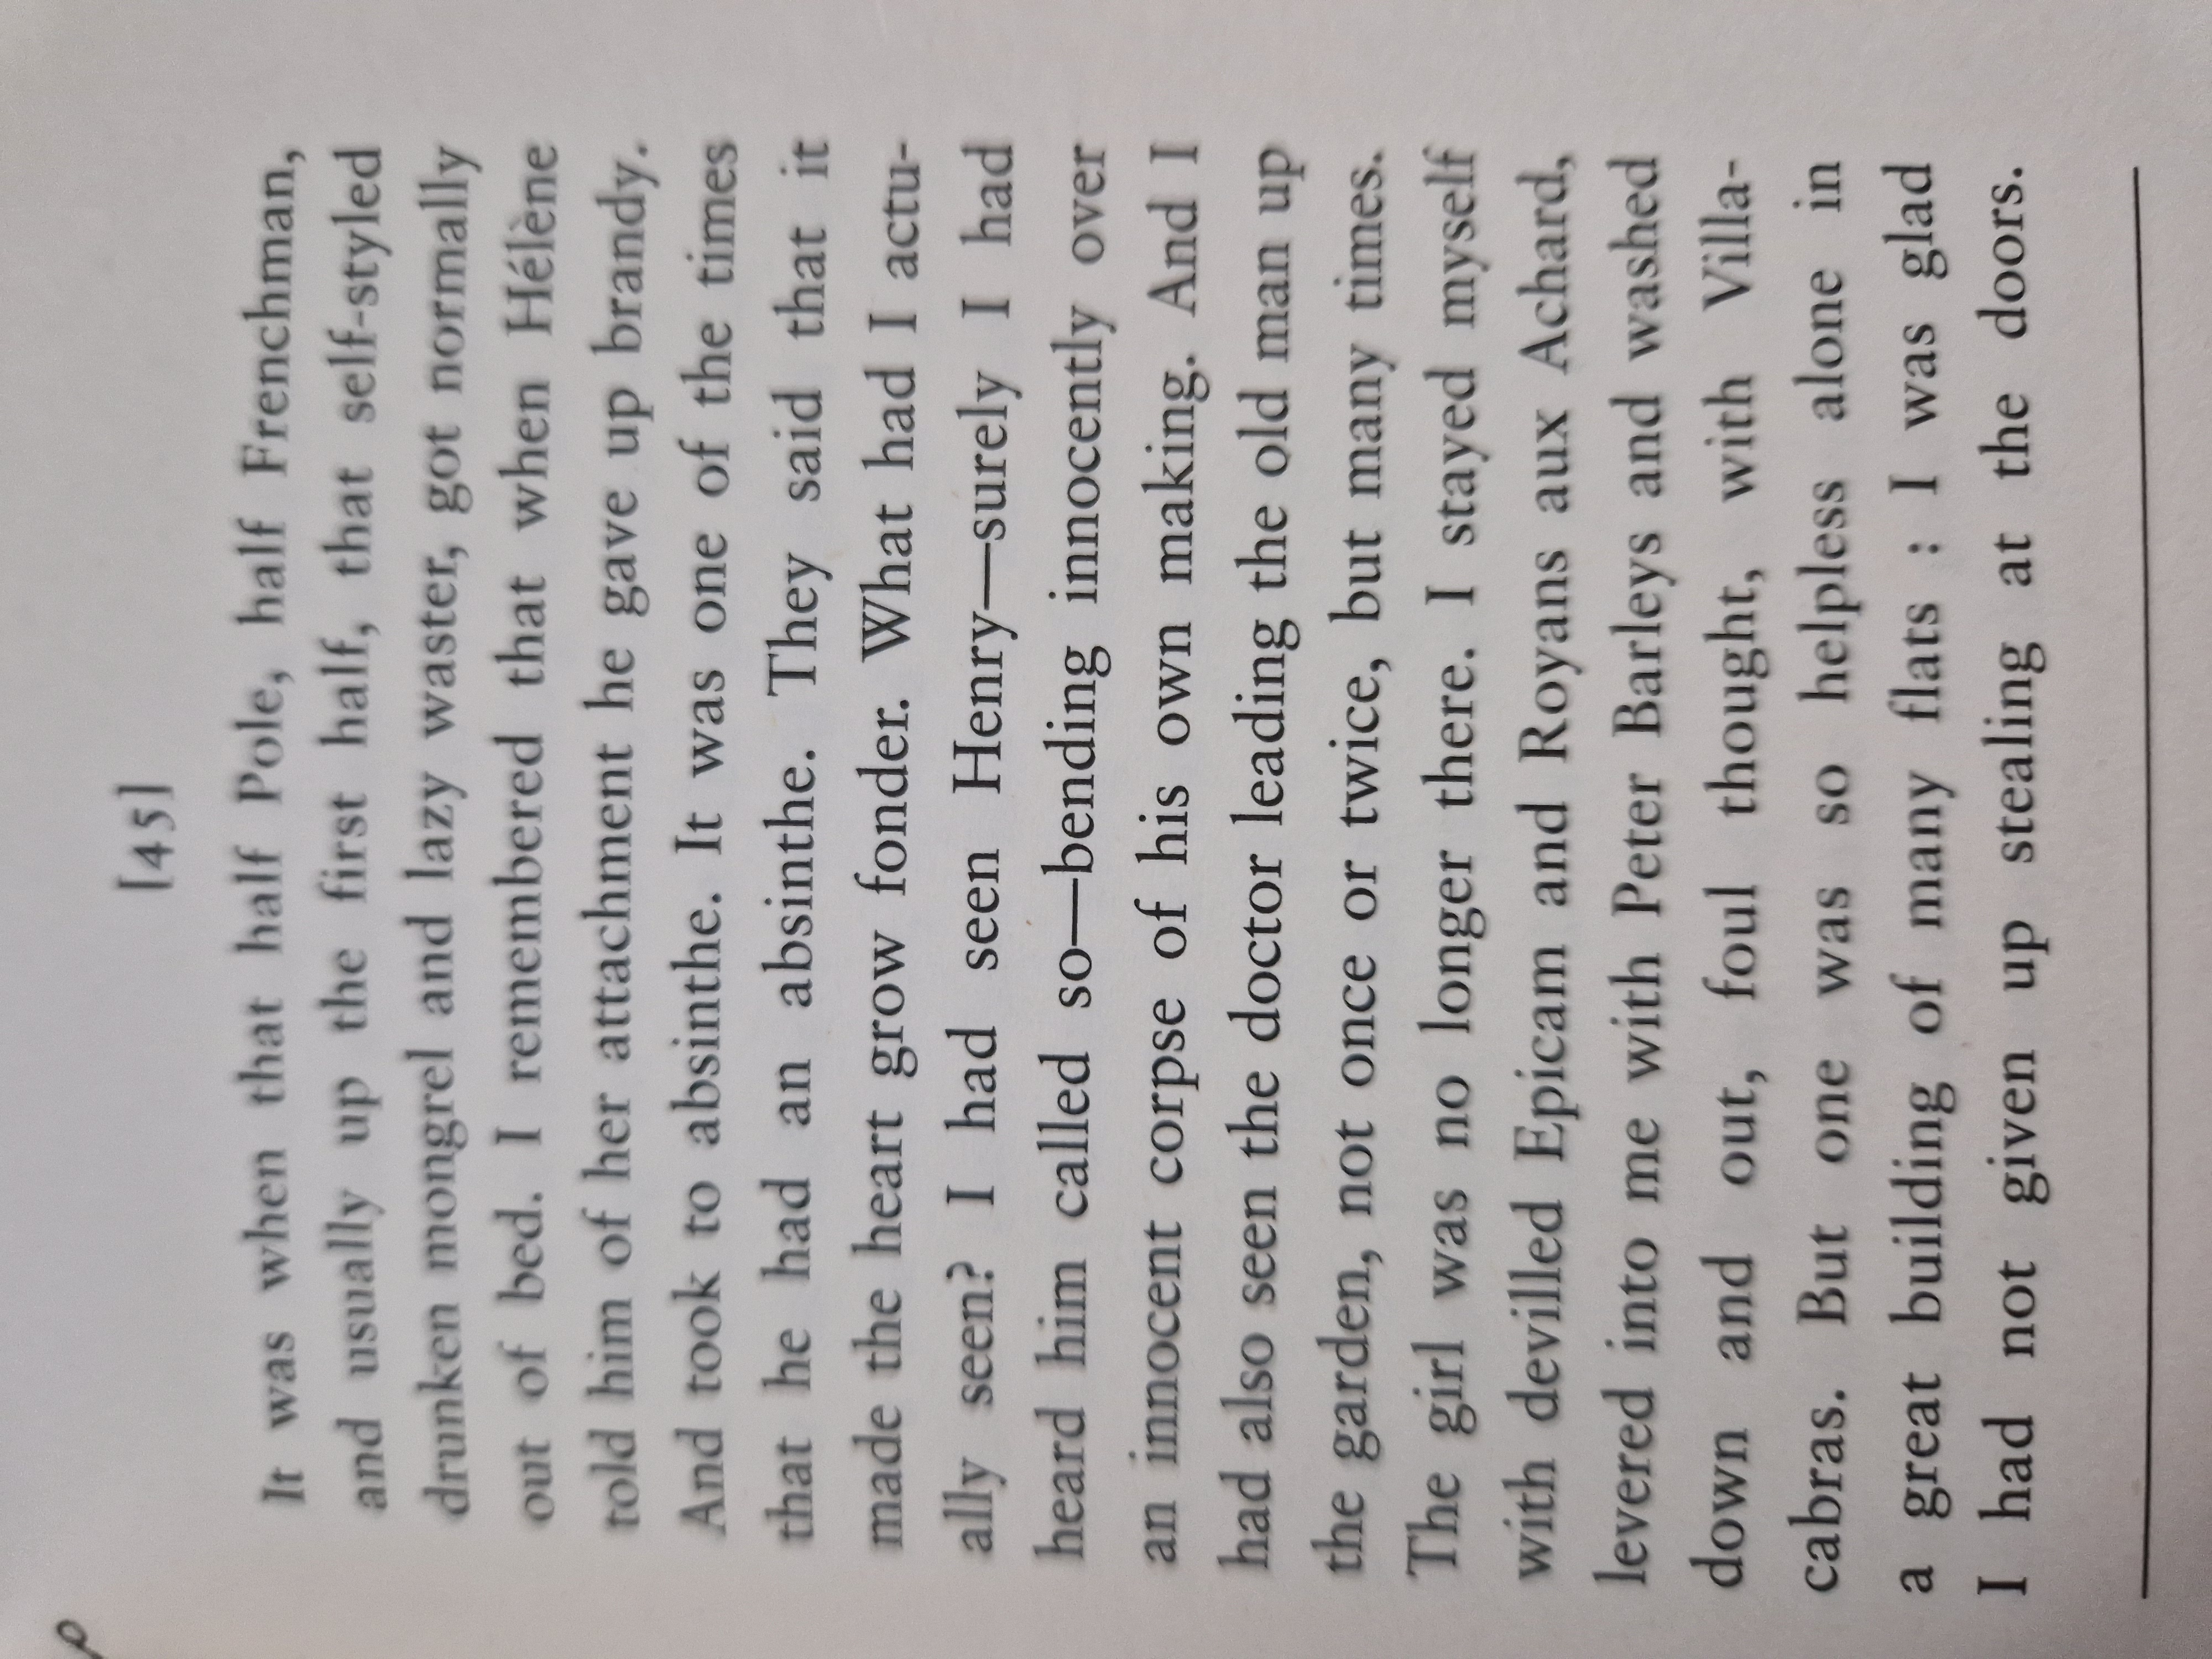 [45]
It was when that half Pole, half Frenchman,
and usually up the first half, that self-styled
drunken mongrel and lazy waster, got normally
out of bed. I remembered that when Hélène
told him of her attachment he gave up brandy.
And took to absinthe. It was one of the times
that he had an absinthe. They said that it
made the heart grow fonder. What had I actu-
ally seen? I had seen Henry—surely I had
heard him called so—bending innocently over
an innocent corpse of his own making. And I
had also seen the doctor leading the old man up
the garden, not once or twice, but many times.
The girl was no longer there. I stayed myself
with devilled Epicam and Royans aux Achard,
levered into me with Peter Barleys and washed
down and out, foul thought, with Villa-
cabras. But one was so helpless alone in
a great building of many flats : I was glad
I had not given up stealing at the doors.